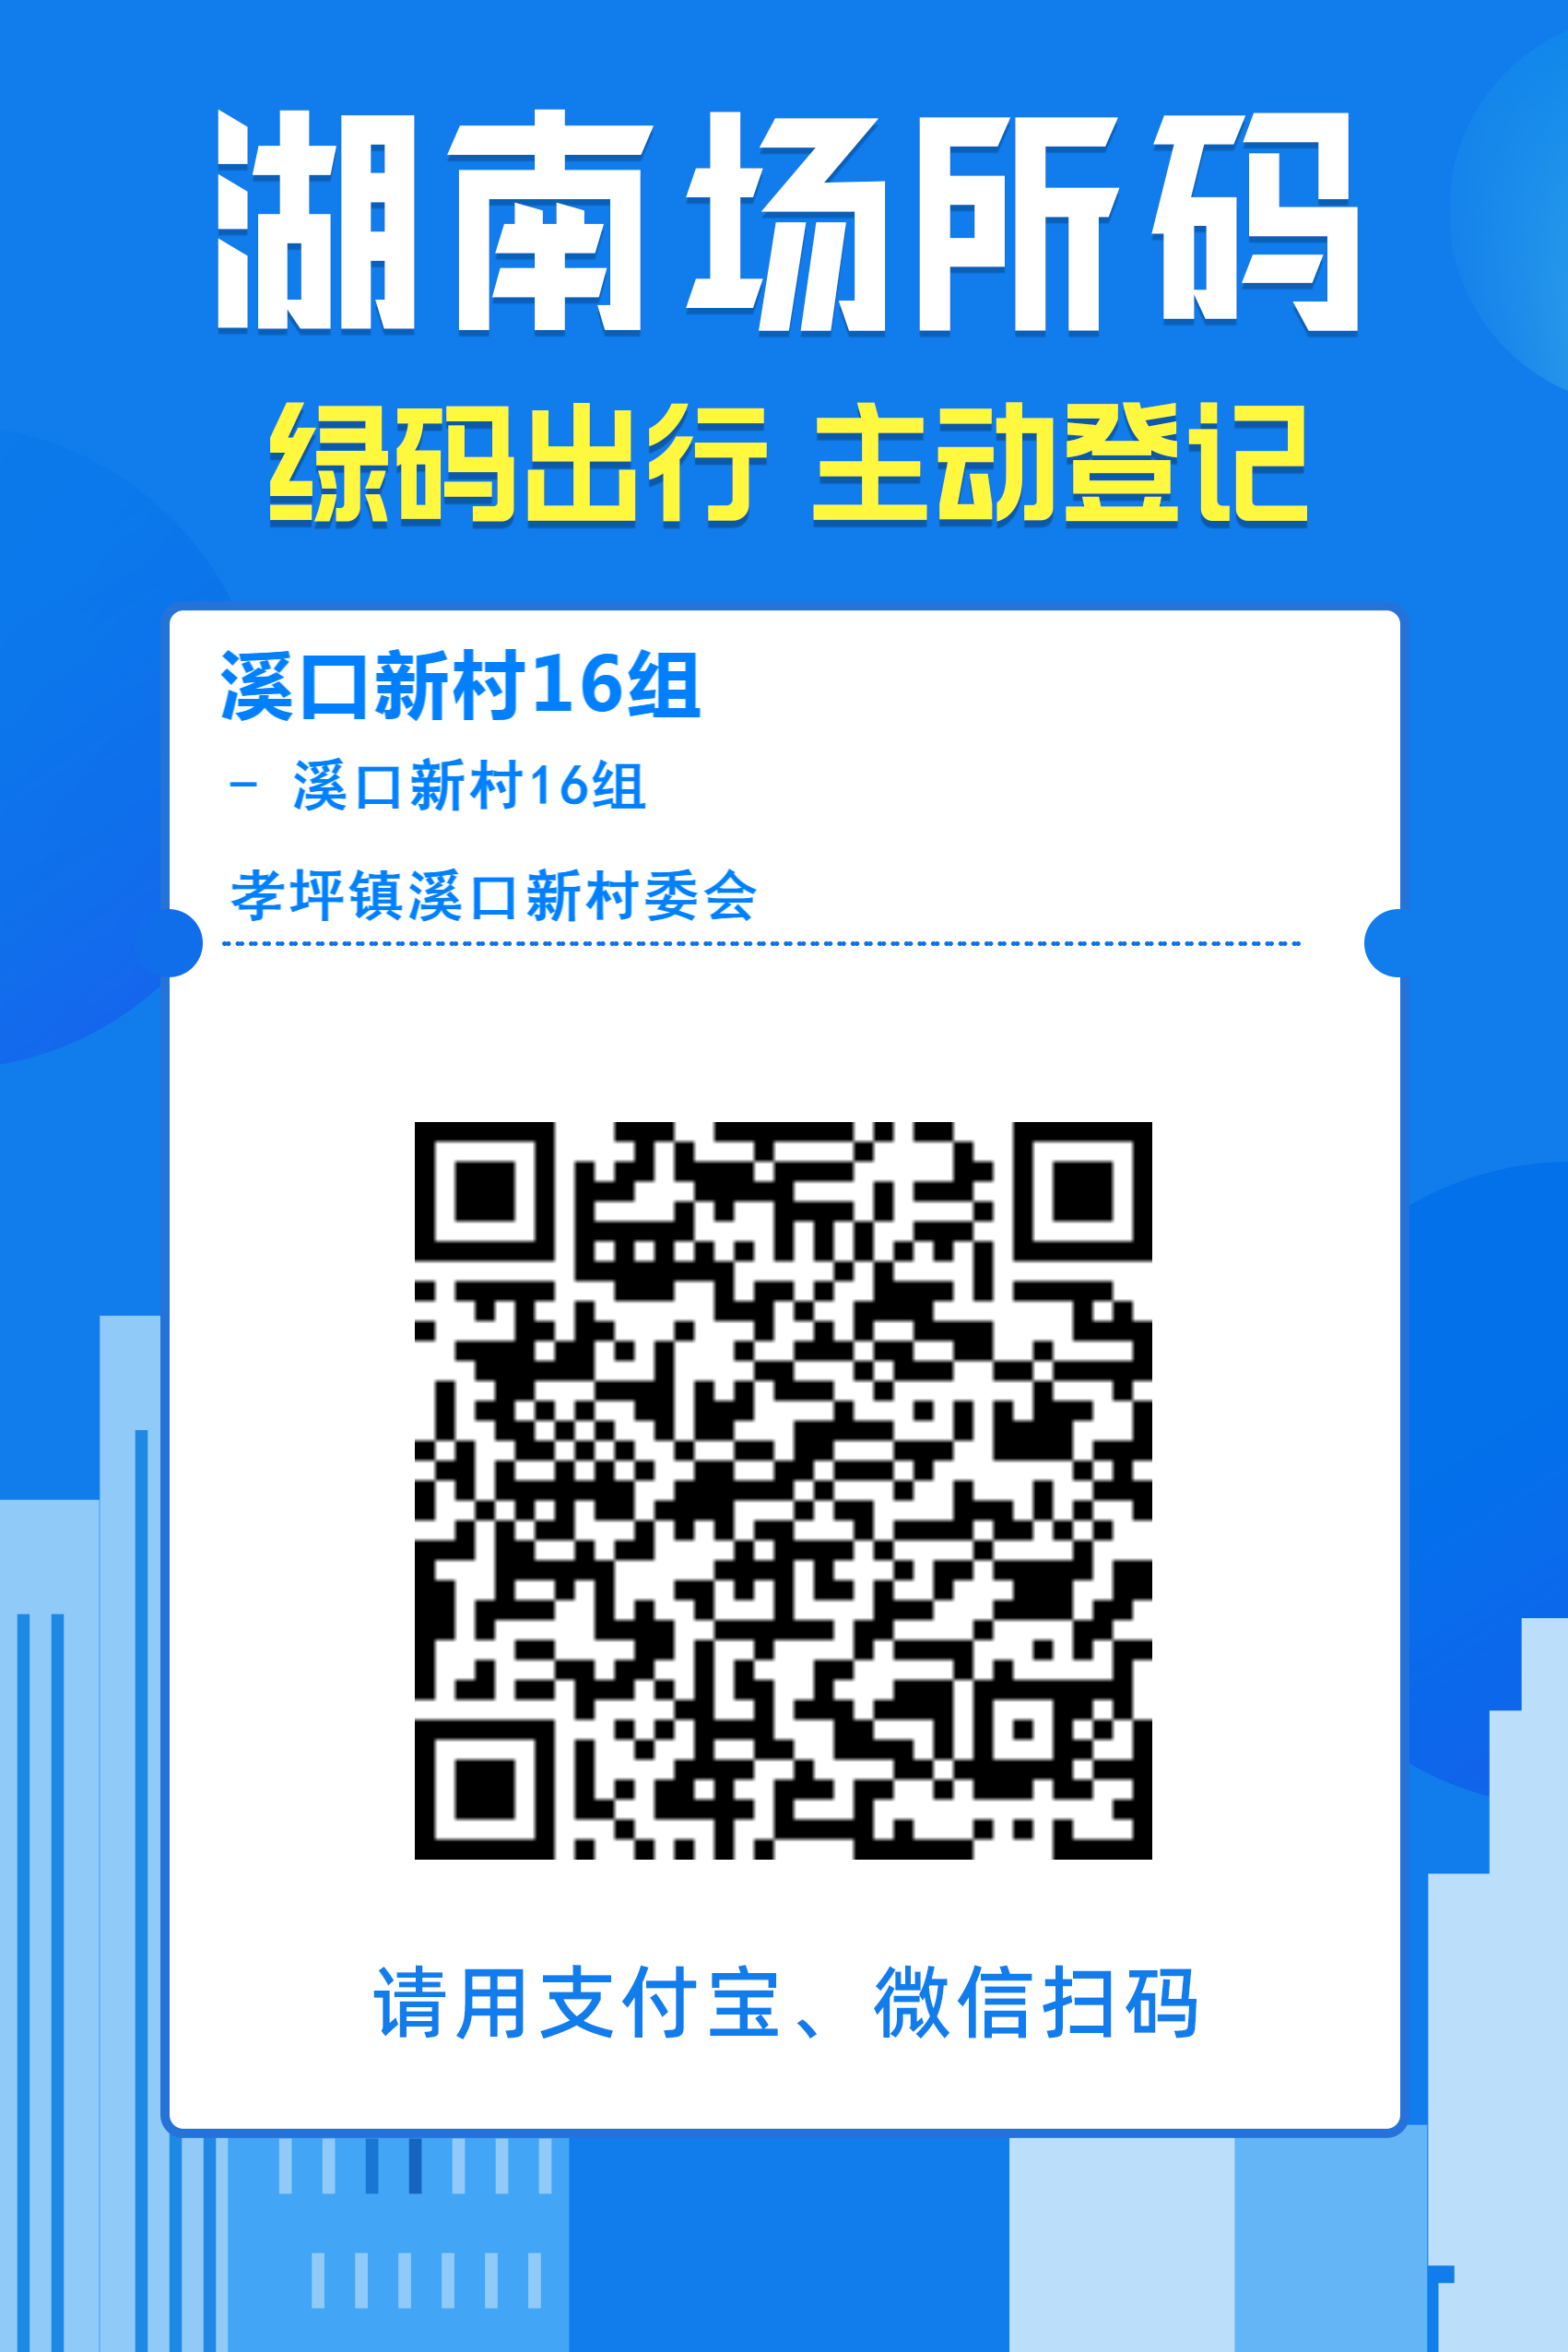 湖南场所码
绿码出行 主动登记
溪口新村16组
- 溪口新村16组
孝坪镇溪口新村委会
请用支付宝、微信扫码